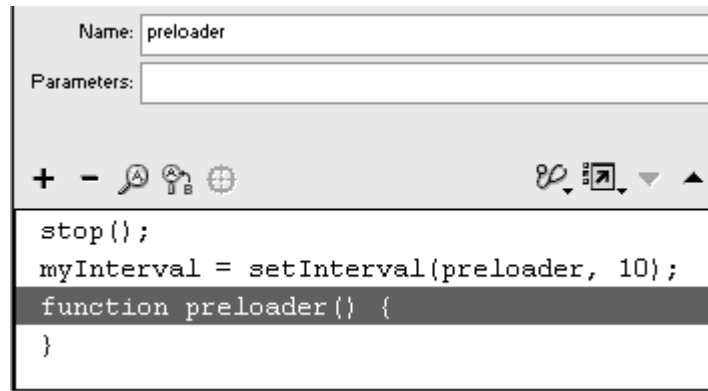 Name: preloader
Parameters:
stop();
myInterval = setInterval(preloader, 10);
function preloader() {
}